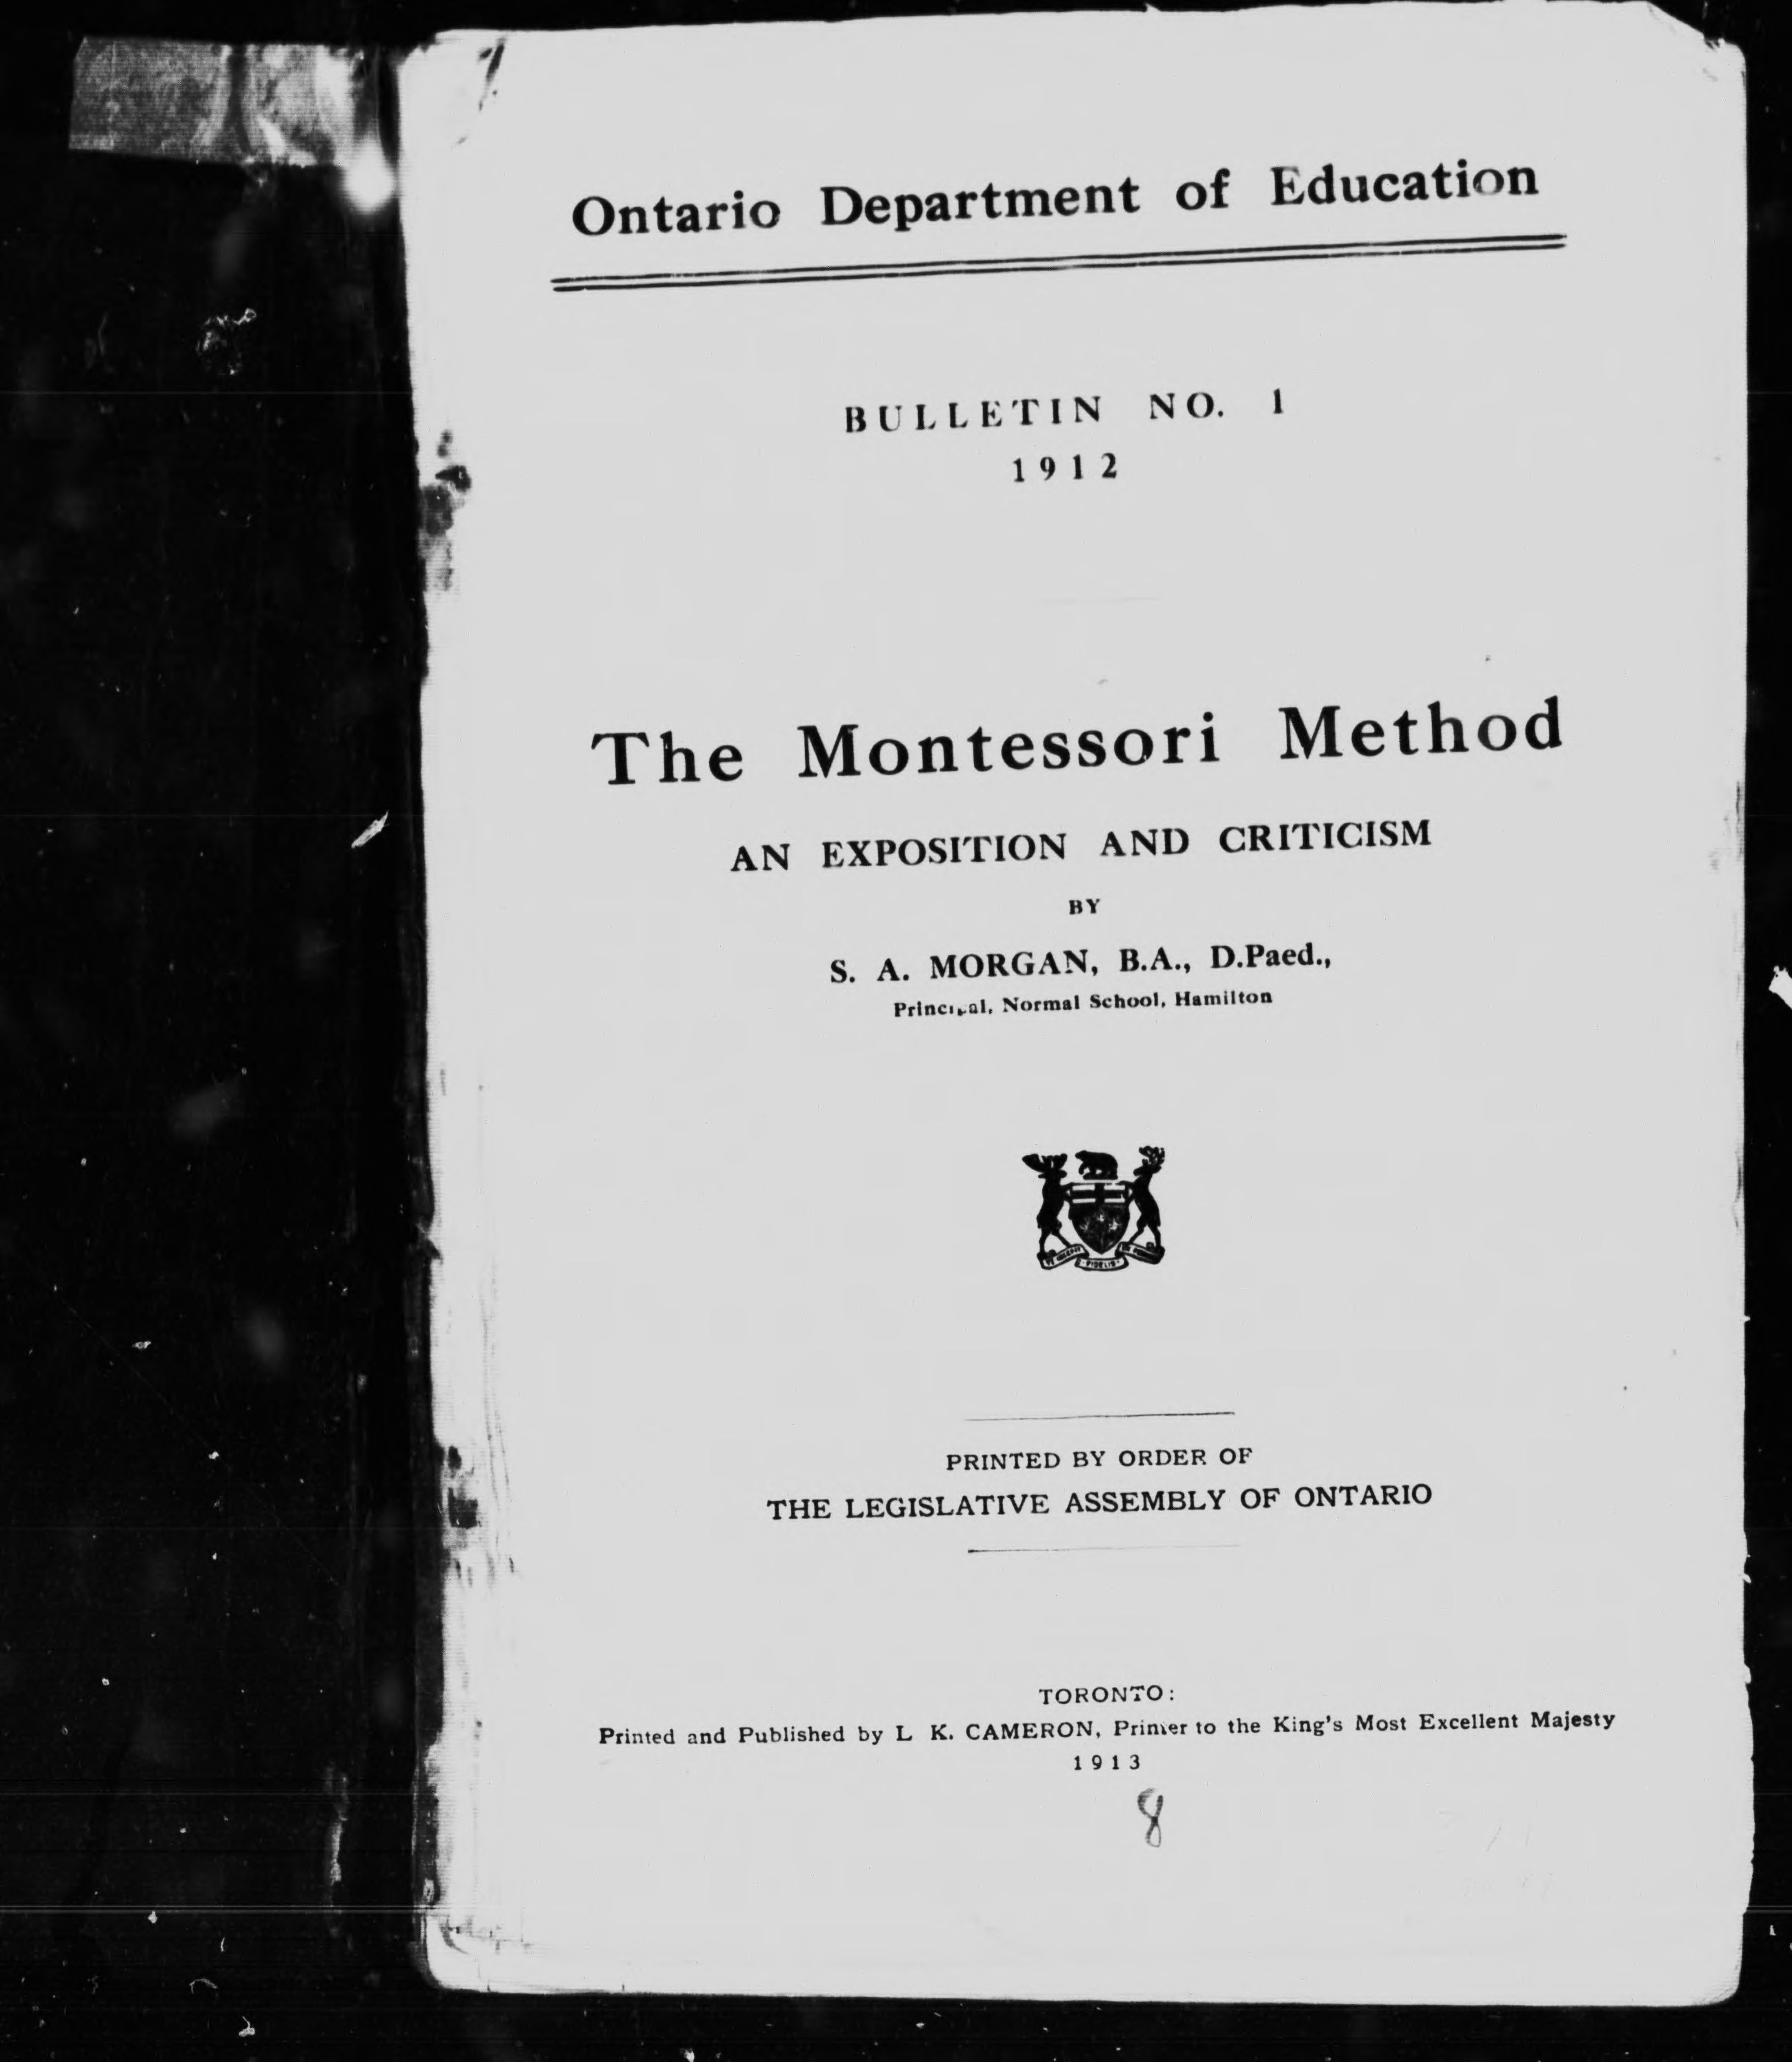 Ontario Department of Education
BULLETIN NO. 1
1912
The Montessori Method
AN EXPOSITION AND CRITICISM
BY
S. A. MORGAN, B.A., D.Paed.,
Principal, Normal School, Hamilton
FIDELIS
PRINTED BY ORDER OF
THE LEGISLATIVE ASSEMBLY OF ONTARIO
TORONTO:
Printed and Published by L K. CAMERON, Printer to the King's Most Excellent Majesty
1913
8